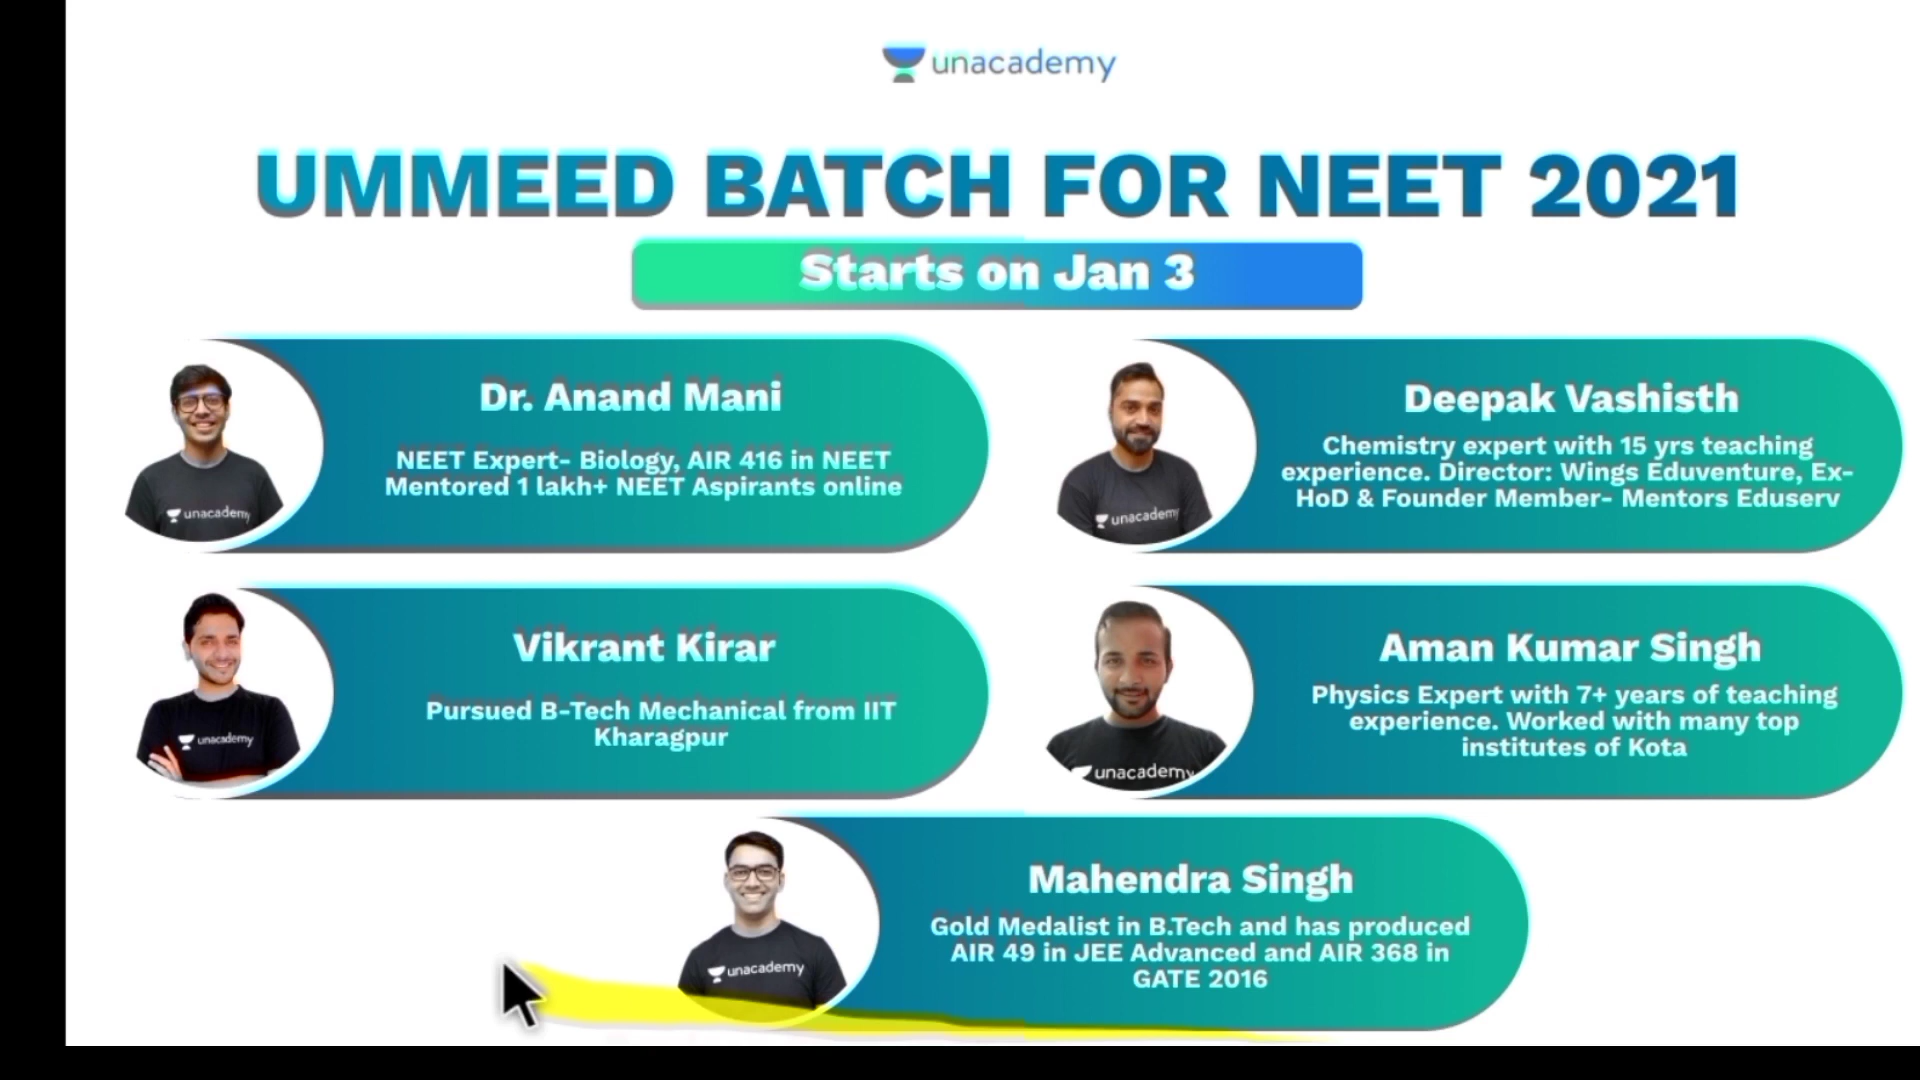 unacademy
UMMEED BATCH FOR NEET 2021
Starts on Jan 3
Dr. Anand Mani
NEET Expert- Biology, AIR 416 in NEET
Mentored 1 lakh+ NEET Aspirants online
unacademy
Deepak Vashisth
Chemistry expert with 15 yrs teaching
experience. Director: Wings Eduventure, Ex-
HoD & Founder Member- Mentors Eduserv
unacademy
Vikrant Kirar
Pursued B-Tech Mechanical from IIT
Kharagpur
unacademy
Aman Kumar Singh
Physics Expert with 7+ years of teaching
experience. Worked with many top
institutes of Kota
unacademy
Mahendra Singh
Gold Medalist in B.Tech and has produced
AIR 49 in JEE Advanced and AIR 368 in
GATE 2016
unacademy